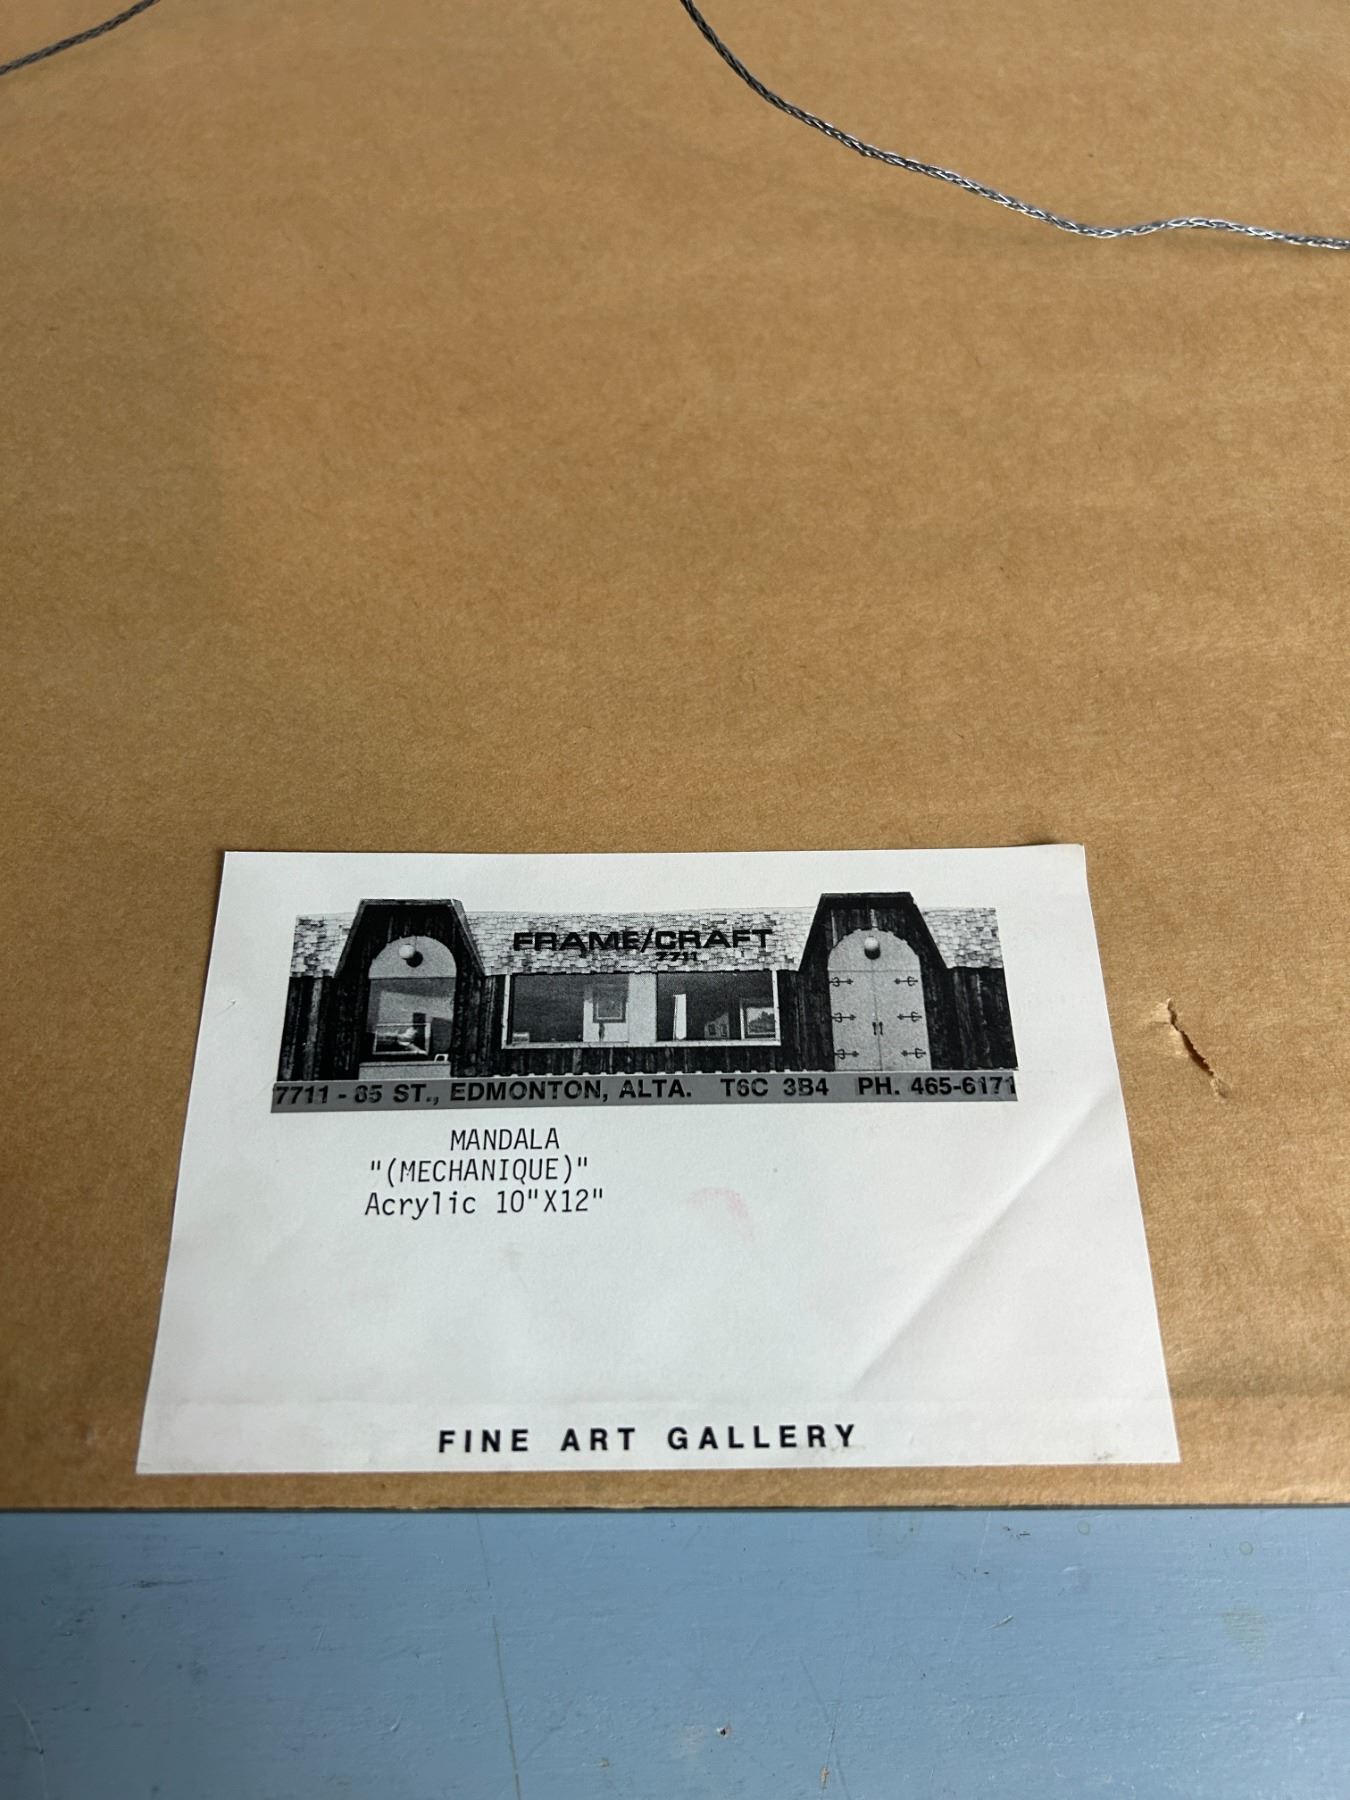 FRAME/CRAFT
7711
7711 - 85 ST., EDMONTON, ALTA. T6C 3B4 PH. 465-6171
MANDALA
"(MECHANIQUE)"
Acrylic 10"X12"
FINE ART GALLERY